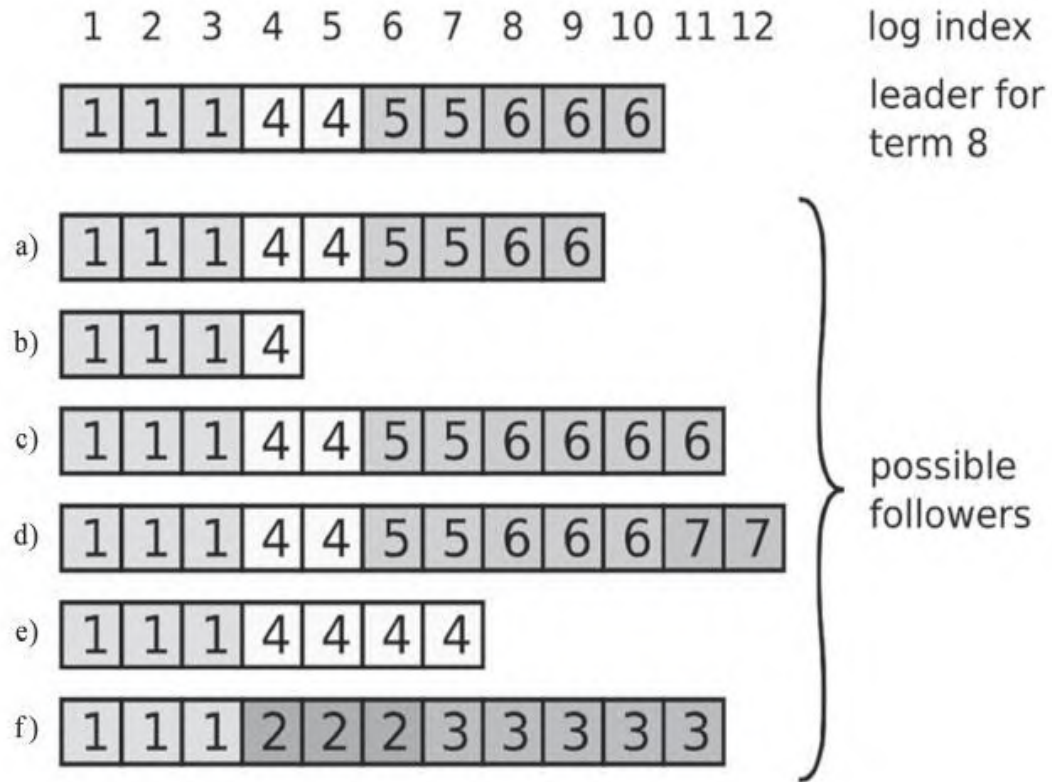 1 2 3 4 5 6 7 8 9 10 11 12 log index
1 1 1 4 4 5 5 6 6 6 leader for
term 8
a) 1 1 1 4 4 5 5 6 6
b) 1 1 1 4
c) 1 1 1 4 4 5 5 6 6 6 6
d) 1 1 1 4 4 5 5 6 6 6 7 7
e) 1 1 1 4 4 4 4
f) 1 1 1 2 2 2 3 3 3 3 3
possible
followers